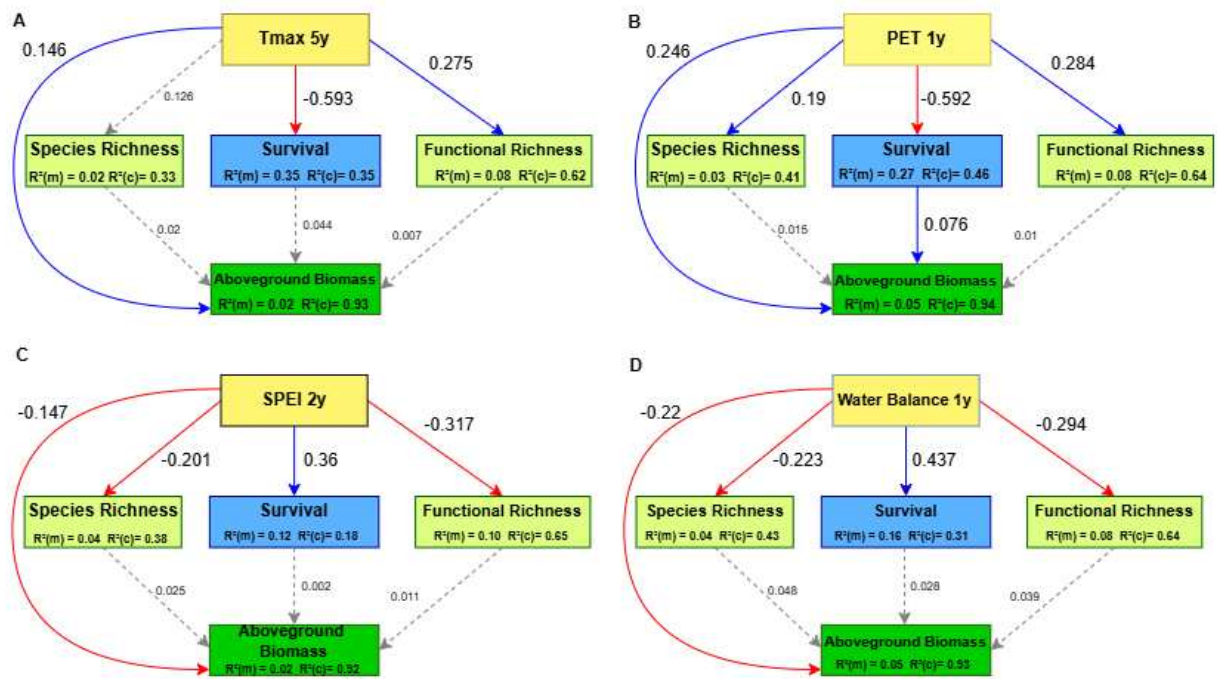 A
Tmax 5y
0.146
0.126
-0.593
0.275
Species Richness
R²(m) = 0.02 R²(c)= 0.33
Survival
R²(m) = 0.35 R²(c)= 0.35
Functional Richness
R²(m) = 0.08 R²(c)= 0.62
0.02
0.044
0.007
Aboveground Biomass
R²(m) = 0.02 R²(c)= 0.93
B
PET 1y
0.246
0.19
-0.592
0.284
Species Richness
R²(m) = 0.03 R²(c)= 0.41
Survival
R²(m) = 0.27 R²(c)= 0.46
Functional Richness
R²(m) = 0.08 R²(c)= 0.64
0.015
0.076
0.01
Aboveground Biomass
R²(m) = 0.05 R²(c)= 0.94
C
SPEI 2y
-0.147
-0.201
0.36
-0.317
Species Richness
R²(m) = 0.04 R²(c)= 0.38
Survival
R²(m) = 0.12 R²(c)= 0.18
Functional Richness
R²(m) = 0.10 R²(c)= 0.65
0.025
0.002
0.011
Aboveground
Biomass
R²(m) = 0.02 R²(c)= 0.92
D
Water Balance 1y
-0.22
-0.223
0.437
-0.294
Species Richness
R²(m) = 0.04 R²(c)= 0.43
Survival
R²(m) = 0.16 R²(c)= 0.31
Functional Richness
R²(m) = 0.08 R²(c)= 0.64
0.048
0.028
0.039
Aboveground Biomass
R²(m) = 0.05 R²(c)= 0.93